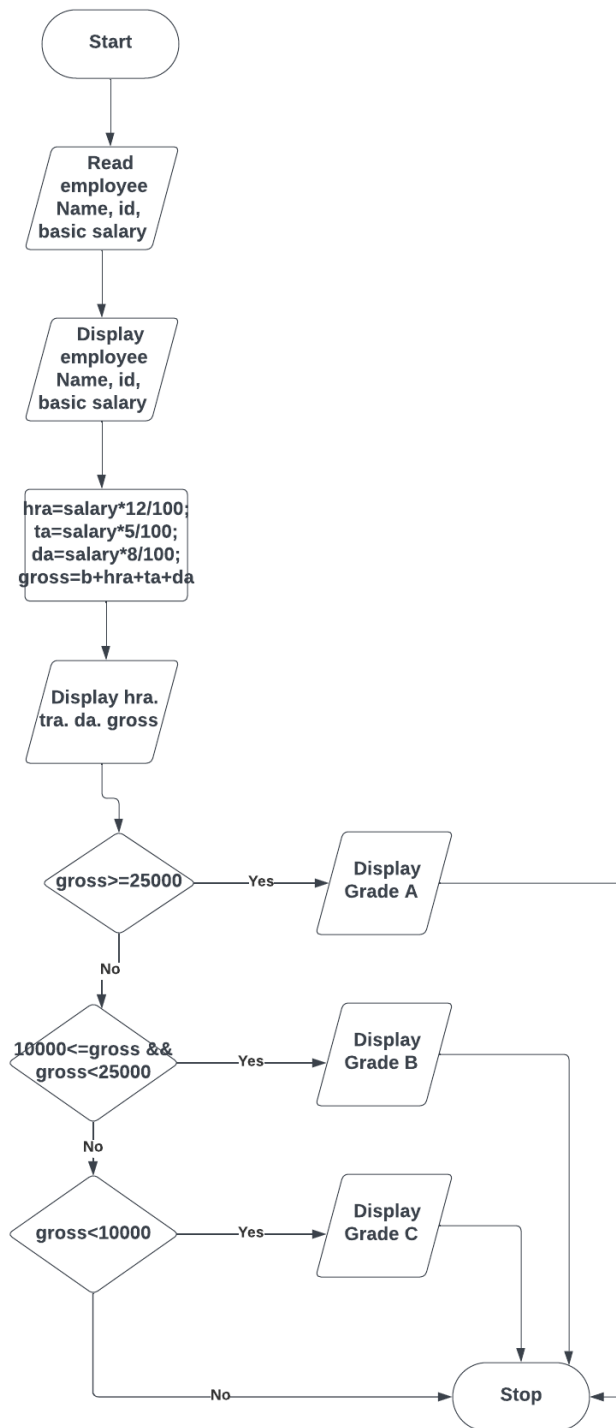 Start
Read
employee
Name, id,
basic salary
Display
employee
Name, id,
basic salary
hra=salary*12/100;
ta=salary*5/100;
da=salary*8/100;
gross=b+hra+ta+da
Display hra.
tra. da. gross
gross>=25000
Yes
Display
Grade A
No
10000<=gross &&
gross<25000
Yes
Display
Grade B
No
gross<10000
Yes
Display
Grade C
No
Stop